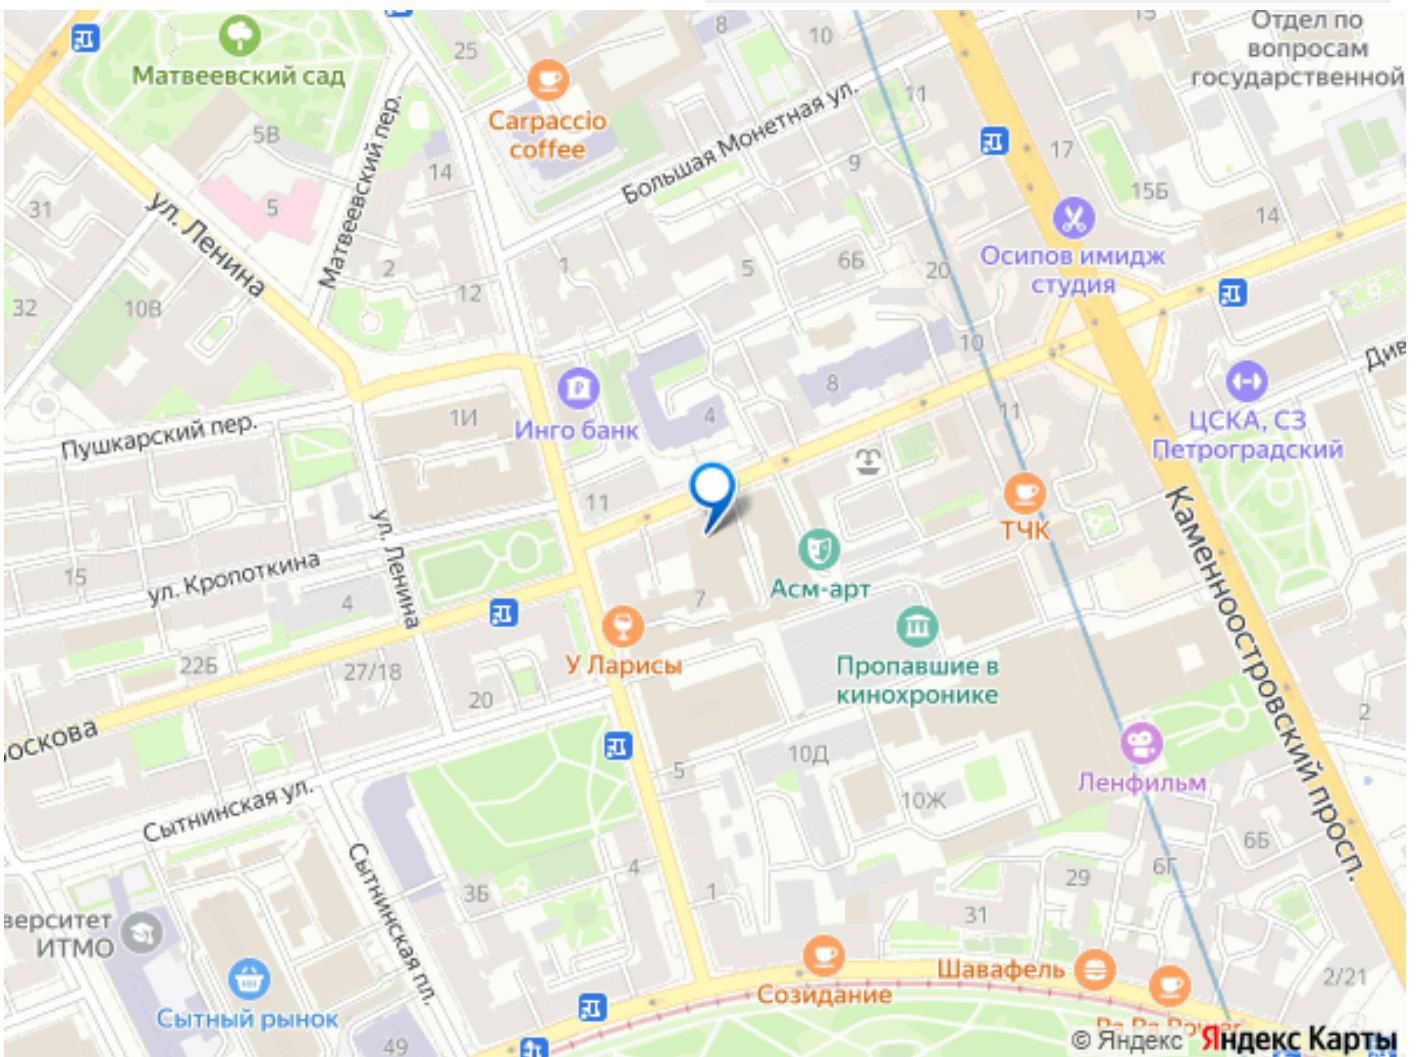 8
10
15
25
Отдел по
вопросам
государственной
Матвеевский сад
Carpaccio
coffee
Большая Монетная ул.
11
5В
14
9
17
15Б
Матвеевский пер.
31
5
14
ул. Ленина
Осипов имидж
студия
2
1
5
6Б
20
12
32
10В
10
8
Див
1И
Инго банк
4
11
ЦСКА, СЗ
Петроградский
Пушкарский пер.
11
Каменноостровский просп.
ТЧК
ул. Ленина
15
ул. Кропоткина
4
7
Асм-арт
22Б
27/18
У Ларисы
Пропавшие в
кинохронике
20
2
оскова
5
10Д
Ленфильм
10Ж
Сытнинская ул.
6Б
Сытнинская пл.
3Б
4
1
29
6Г
31
верситет
ИТМО
Сытный рынок
Созидание
Шавафель
2/21
49
© Яндекс Яндекс Карты